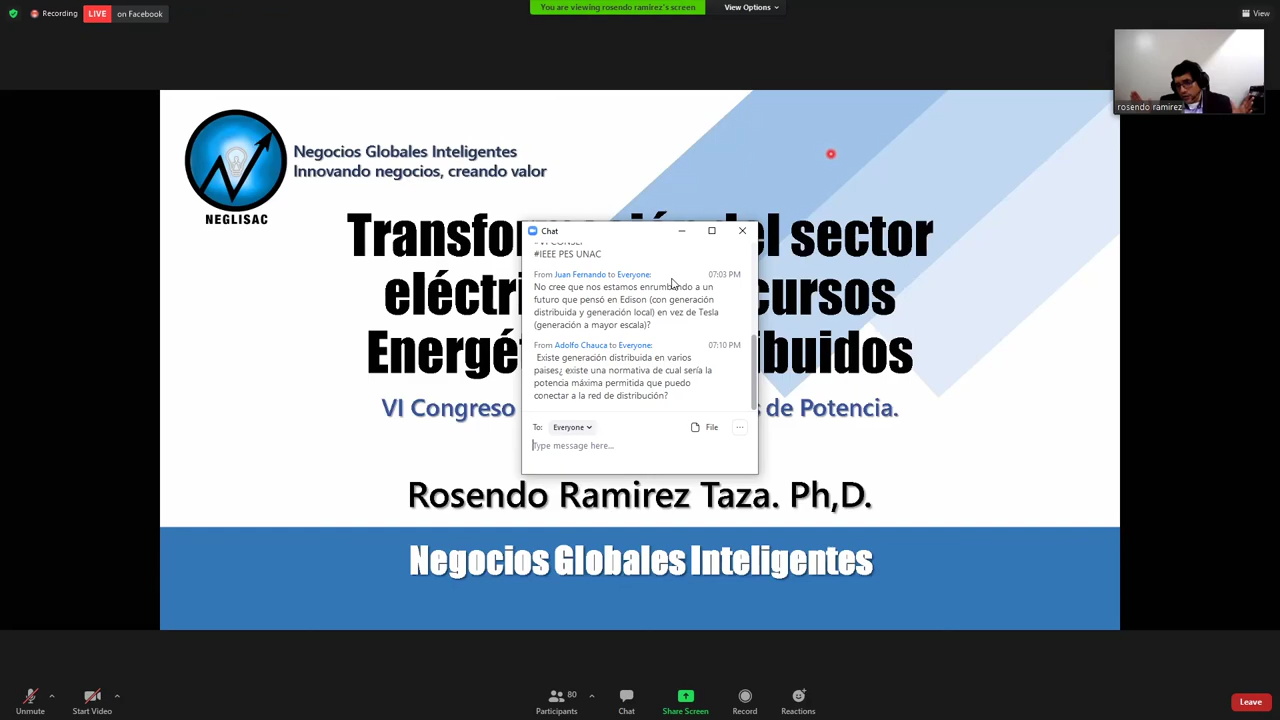 Recording
LIVE on Facebook
You are viewing rosendo ramirez's screen
View Options
View
rosendo ramirez
Negocios Globales Inteligentes
Innovando negocios, creando valor
NEGLISAC
sector
VI Congreso
de Potencia.
Rosendo Ramirez Taza. Ph,D.
Negocios Globales Inteligentes
Chat
#IEEE PES UNAC
From Juan Fernando to Everyone: 07:03 PM
No cree que nos estamos enrumbando a un
futuro que pensó en Edison (con generación
distribuida y generación local) en vez de Tesla
(generación a mayor escala)?
From Adolfo Chauca to Everyone: 07:10 PM
Existe generación distribuida en varios
paises¿ existe una normativa de cual sería la
potencia máxima permitida que puedo
conectar a la red de distribución?
To: Everyone File
Type message here...
Unmute
Start Video
80
Participants
Chat
Share Screen
Record
Reactions
Leave